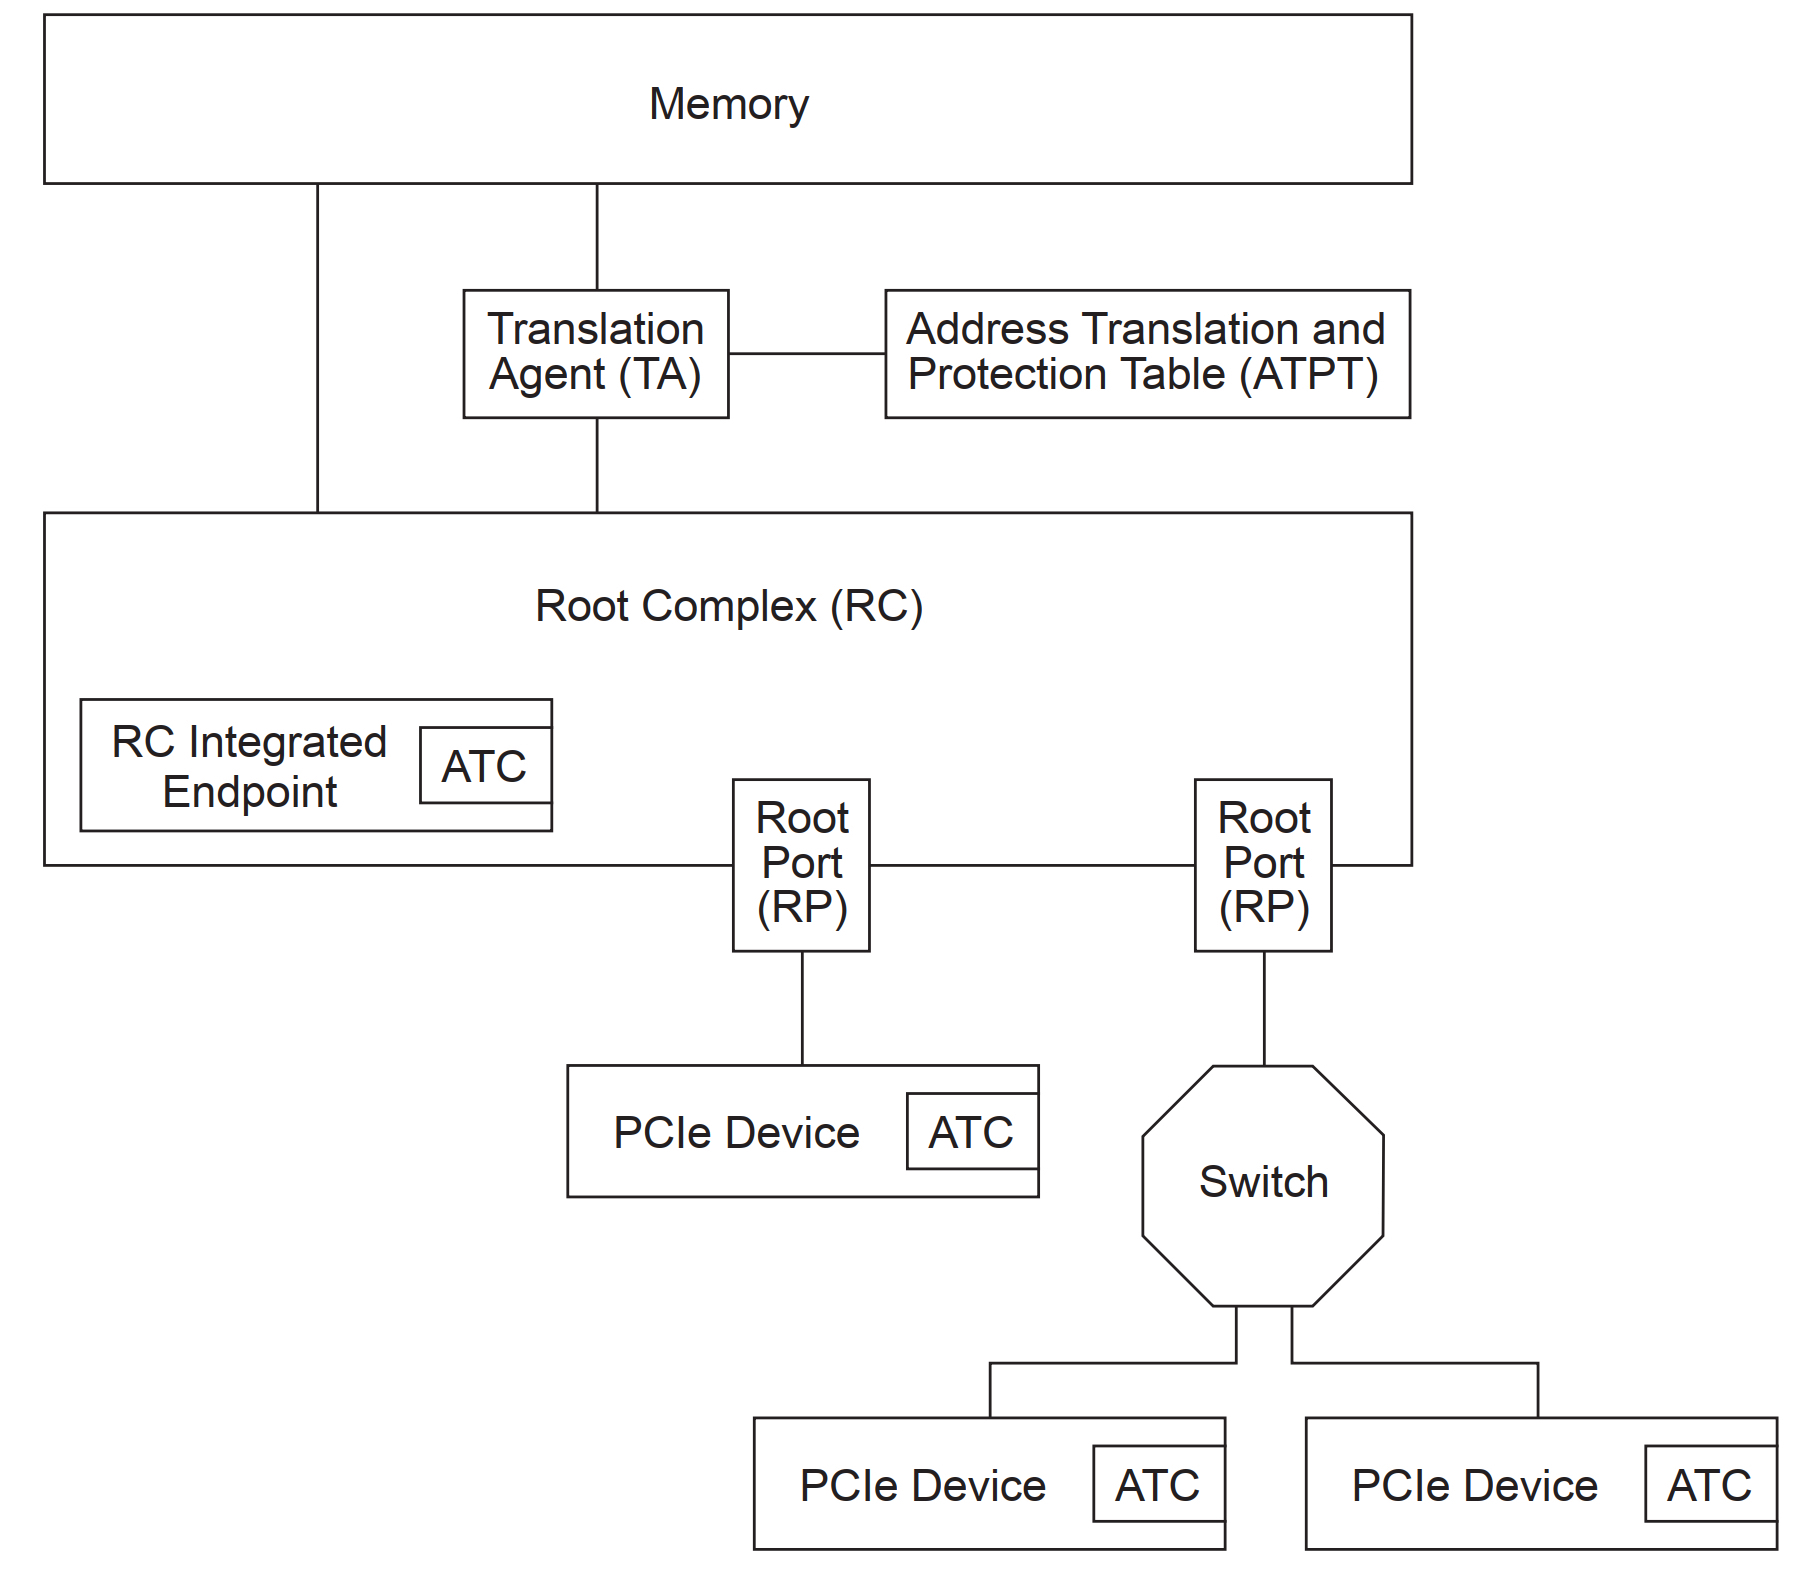 Memory
Translation
Agent (TA)
Address Translation and
Protection Table (ATPT)
Root Complex (RC)
RC Integrated
Endpoint
ATC
Root
Port
(RP)
Root
Port
(RP)
PCIe Device
ATC
Switch
PCIe Device
ATC
PCIe Device
ATC